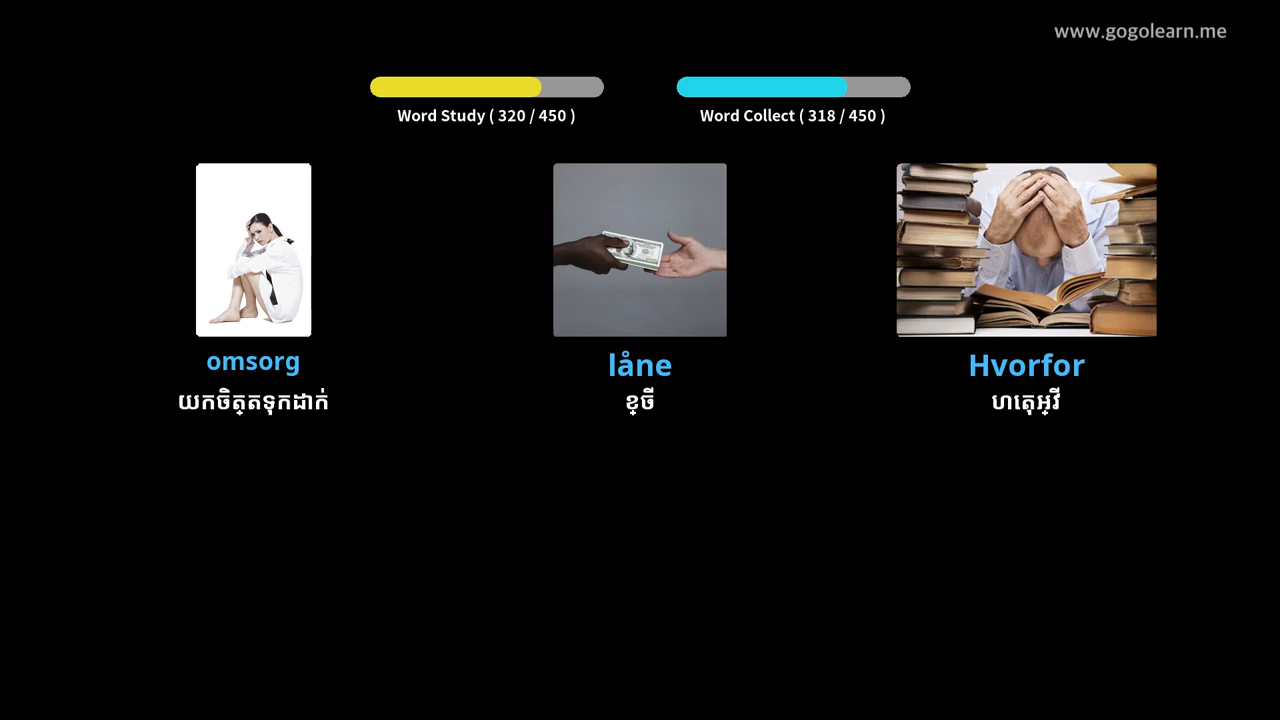 www.gogolearn.me
Word Study ( 320 / 450 )
Word Collect ( 318 / 450 )
omsorg
låne
Hvorfor
យកចិត្តទុកដាក់
ខ្ចី
ហេតុអ្វី